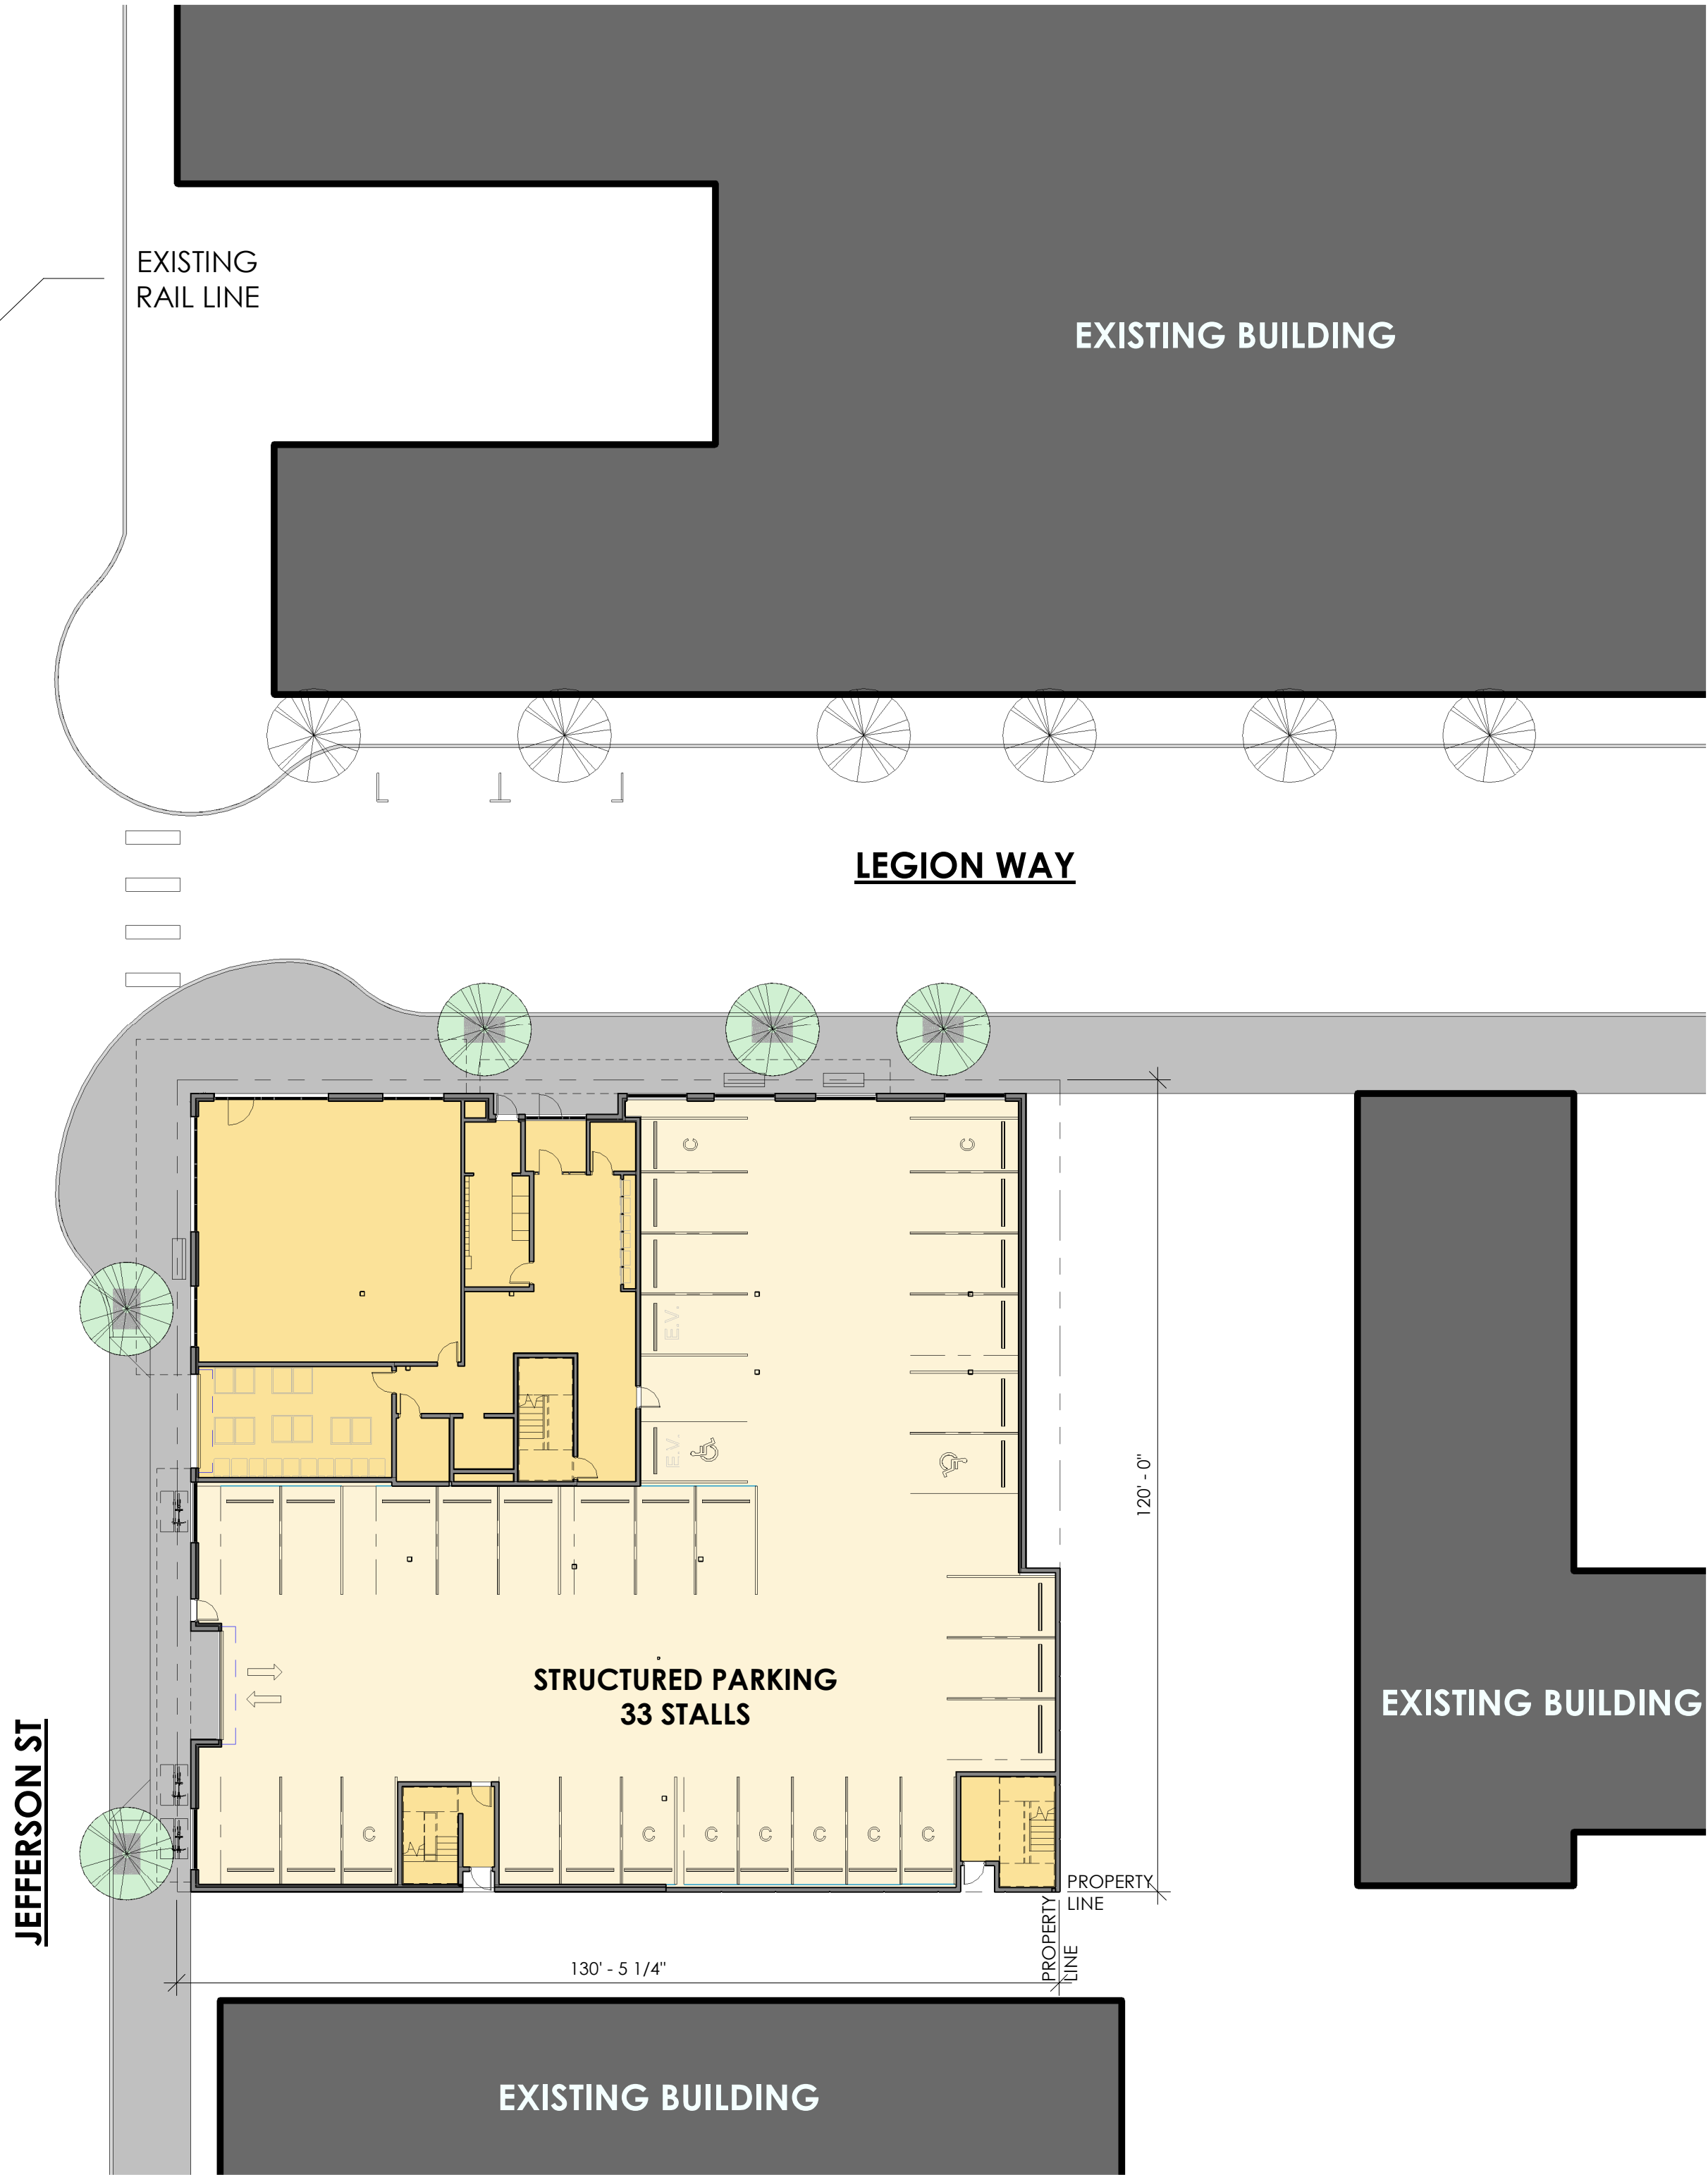 EXISTING
RAIL LINE
EXISTING BUILDING
LEGION WAY
C
C
E.V.
E.V.
120' - 0"
STRUCTURED PARKING
33 STALLS
EXISTING BUILDING
JEFFERSON ST
C
C
C
C
C
C
C
PROPERTY
LINE
PROPERTY
LINE
130' - 5 1/4"
EXISTING BUILDING